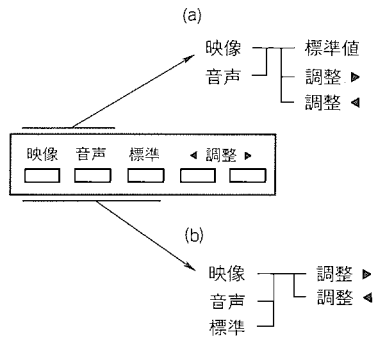 (a)
映像 標準値
音声 調整 ▶
調整 ◀
映像 音声 標準 ◀ 調整 ▶
(b)
映像 調整 ▶
音声 調整 ◀
標準